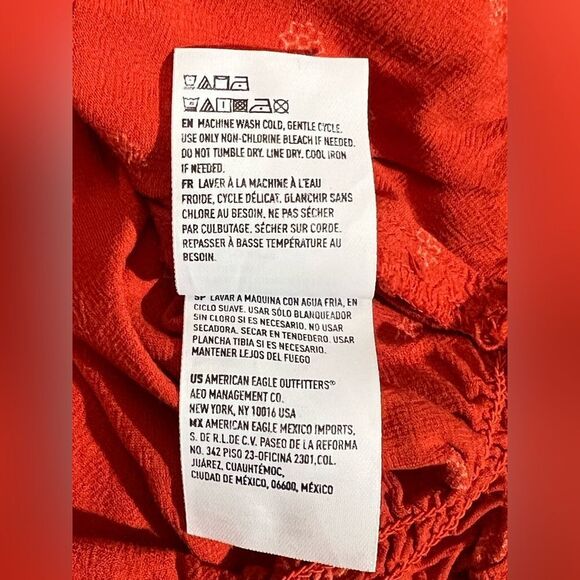 EN MACHINE WASH COLD, GENTLE CYCLE.
USE ONLY NON-CHLORINE BLEACH IF NEEDED.
DO NOT TUMBLE DRY. LINE DRY. COOL IRON
IF NEEDED.
FR LAVER À LA MACHINE À L'EAU
FROIDE, CYCLE DÉLICAT. BLANCHIR SANS
CHLORE AU BESOIN. NE PAS SÉCHER
PAR CULBUTAGE. SÉCHER SUR CORDE.
REPASSER À BASSE TEMPÉRATURE AU
BESOIN.
SP LAVAR A MAQUINA CON AGUA FRIA, EN
CICLO SUAVE. USAR SÓLO BLANQUEADOR
SIN CLORO SI ES NECESARIO. NO USAR
SECADORA. SECAR EN TENDEDERO. USAR
PLANCHA TIBIA SI ES NECESARIO.
MANTENER LEJOS DEL FUEGO
US AMERICAN EAGLE OUTFITTERS®
AEO MANAGEMENT CO.
NEW YORK, NY 10016 USA
MX AMERICAN EAGLE MEXICO IMPORTS,
S. DE R.L.DE C.V. PASEO DE LA REFORMA
NO. 342 PISO 23-OFICINA 2301,COL.
JUÁREZ, CUAUHTÉMOC,
CIUDAD DE MÉXICO, 06600, MÉXICO